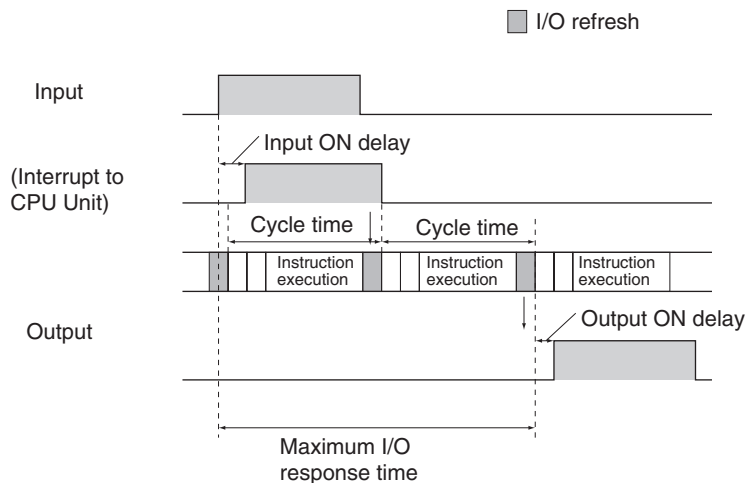 I/O refresh
Input
Input ON delay
(Interrupt to
CPU Unit)
Cycle time
Cycle time
Instruction
execution
Instruction
execution
Instruction
execution
Output
Output ON delay
Maximum I/O
response time